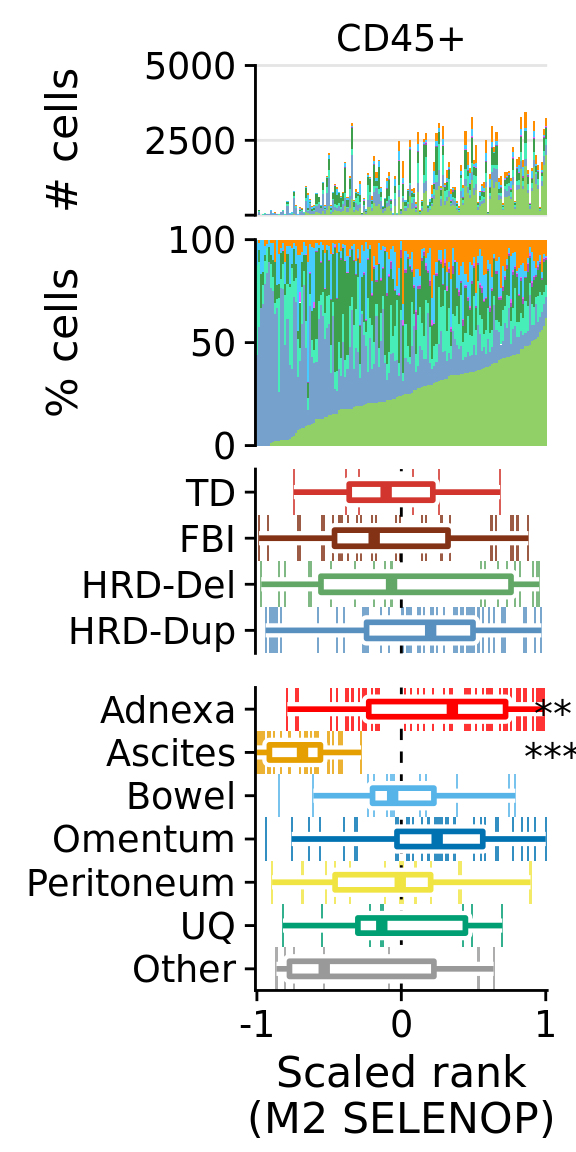 CD45+
5000
2500
# cells
100
50
0
% cells
TD
FBI
HRD-Del
HRD-Dup
Adnexa
**
Ascites
***
Bowel
Omentum
Peritoneum
UQ
Other
-1 0 1
Scaled rank
(M2 SELENOP)